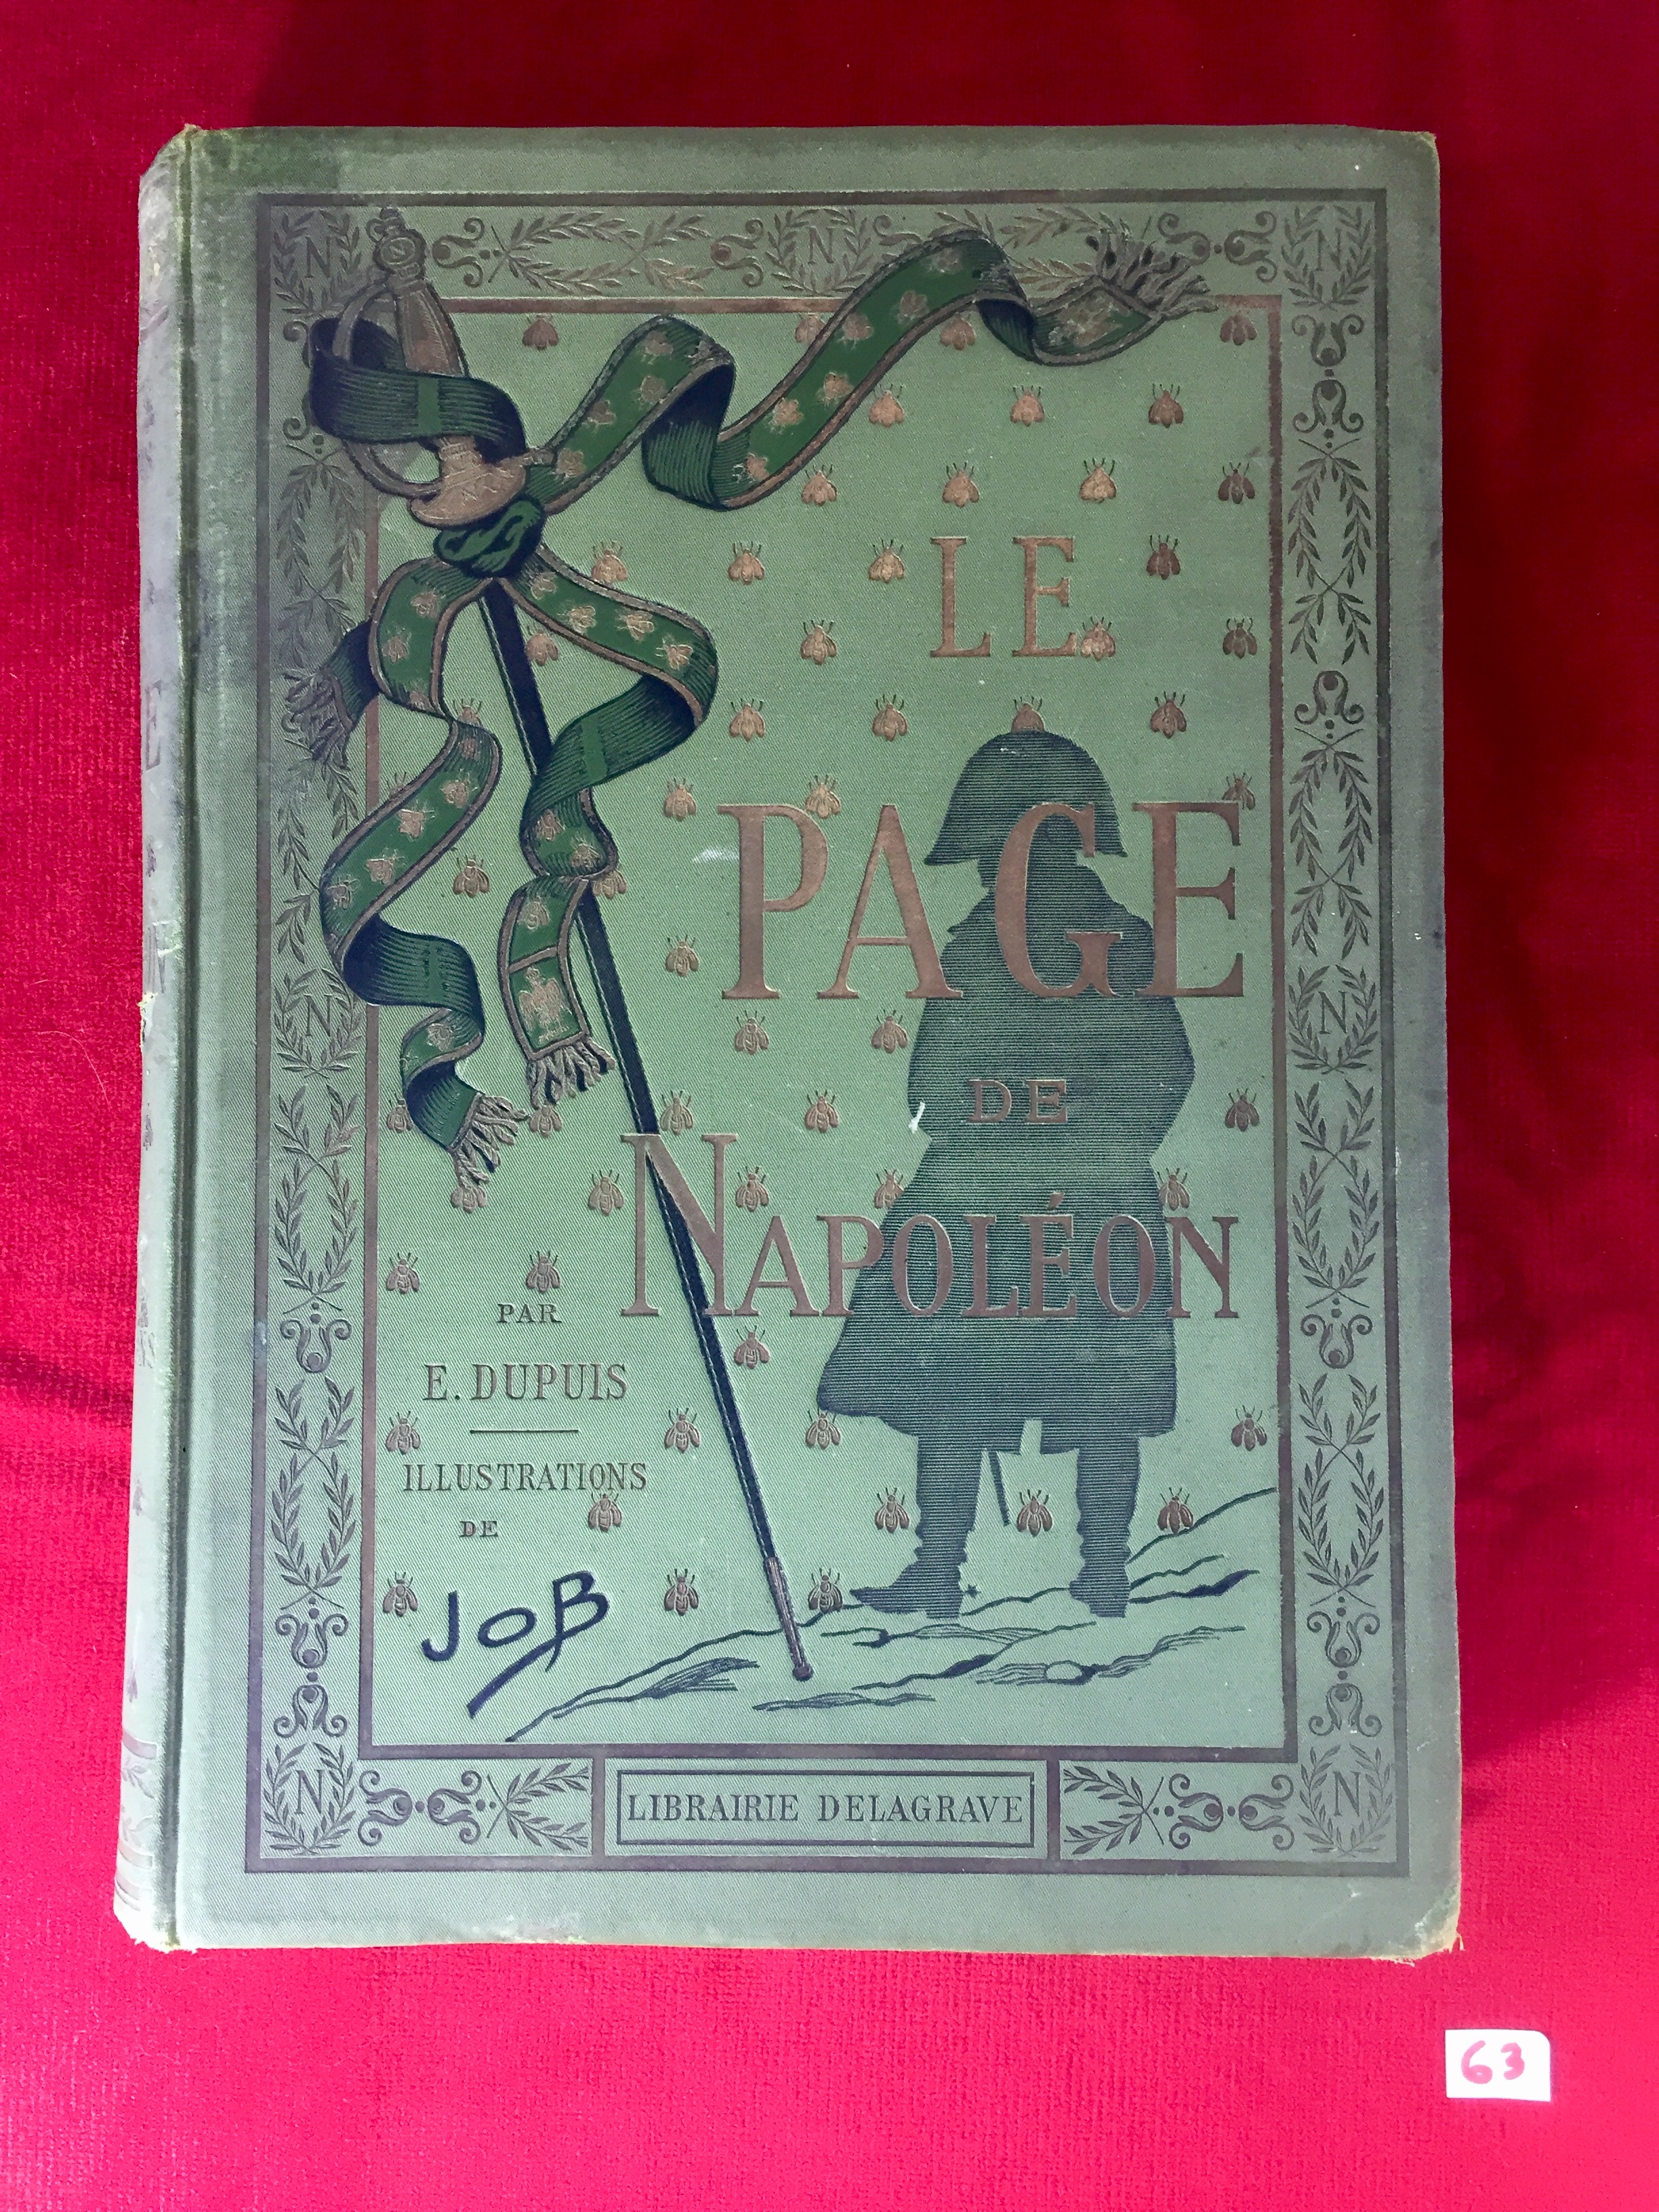 LE
PAGE
DE
NAPOLÉON
PAR
E. DUPUIS
ILLUSTRATIONS
DE
JOB
LIBRAIRIE DELAGRAVE
N
N
N
N
N
N
N
63